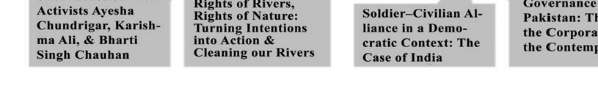 Activists Ayesha
Chundrigar, Karish-
ma Ali, & Bharti
Singh Chauhan
Rights of Rivers,
Rights of Nature:
Turning Intentions
into Action &
Cleaning our Rivers
Soldier–Civilian Al-
liance in a Demo-
cratic Context: The
Case of India
Governance
Pakistan:
the Corpora
the Contemp